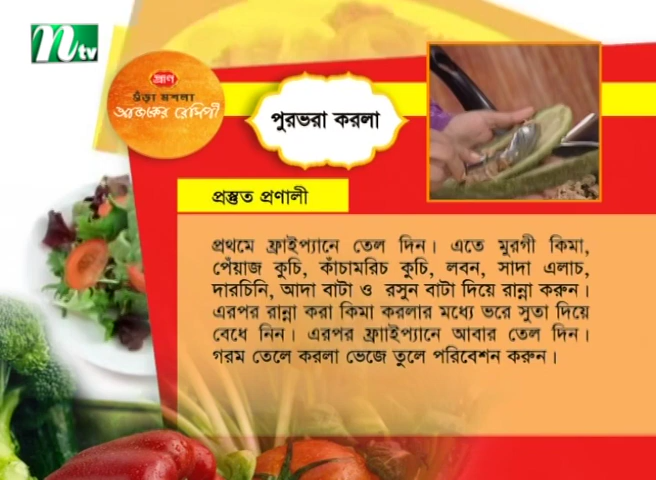 ntv
প্রাণ
গুঁড়া মশলা
আজকের রেসিপী
পুরভরা করলা
প্রস্তুত প্রণালী
প্রথমে ফ্রাইপ্যানে তেল দিন। এতে মুরগী কিমা,
পেঁয়াজ কুচি, কাঁচামরিচ কুচি, লবন, সাদা এলাচ,
দারচিনি, আদা বাটা ও রসুন বাটা দিয়ে রান্না করুন।
এরপর রান্না করা কিমা করলার মধ্যে ভরে সুতা দিয়ে
বেধে নিন। এরপর ফ্রাাইপ্যানে আবার তেল দিন।
গরম তেলে করলা ভেজে তুলে পরিবেশন করুন।